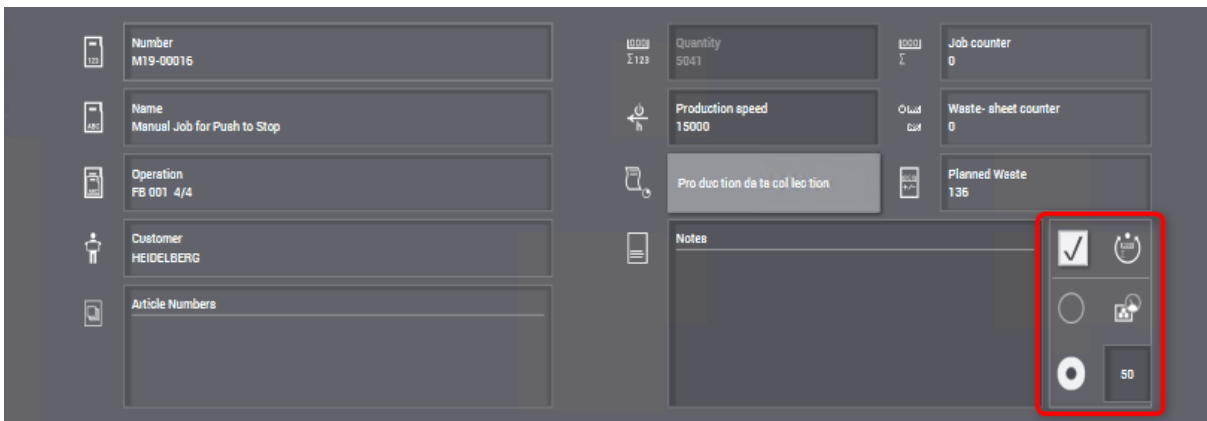 Number
M19-00016
Name
Manual Job for Push to Stop
Operation
FB 001 4/4
Customer
HEIDELBERG
Article Numbers
Σ123
Quantity
5041
h
Production speed
15000
Pro duc tion da ta col lec tion
Notes
Σ
Job counter
0
Waste- sheet counter
0
Planned Waste
136
50